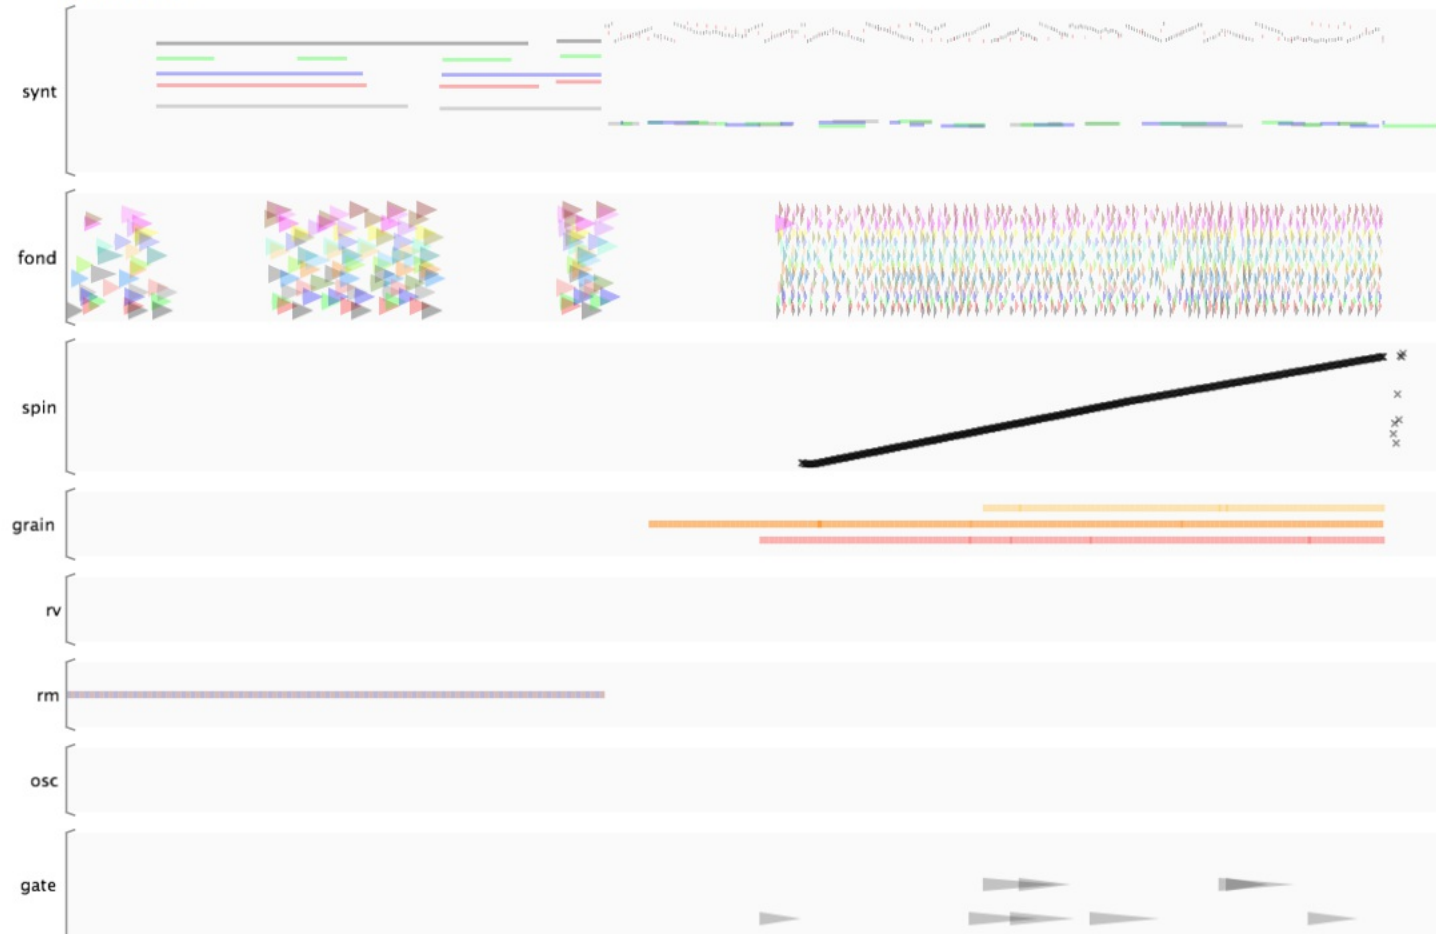 synt
fond
spin
grain
rv
rm
osc
gate